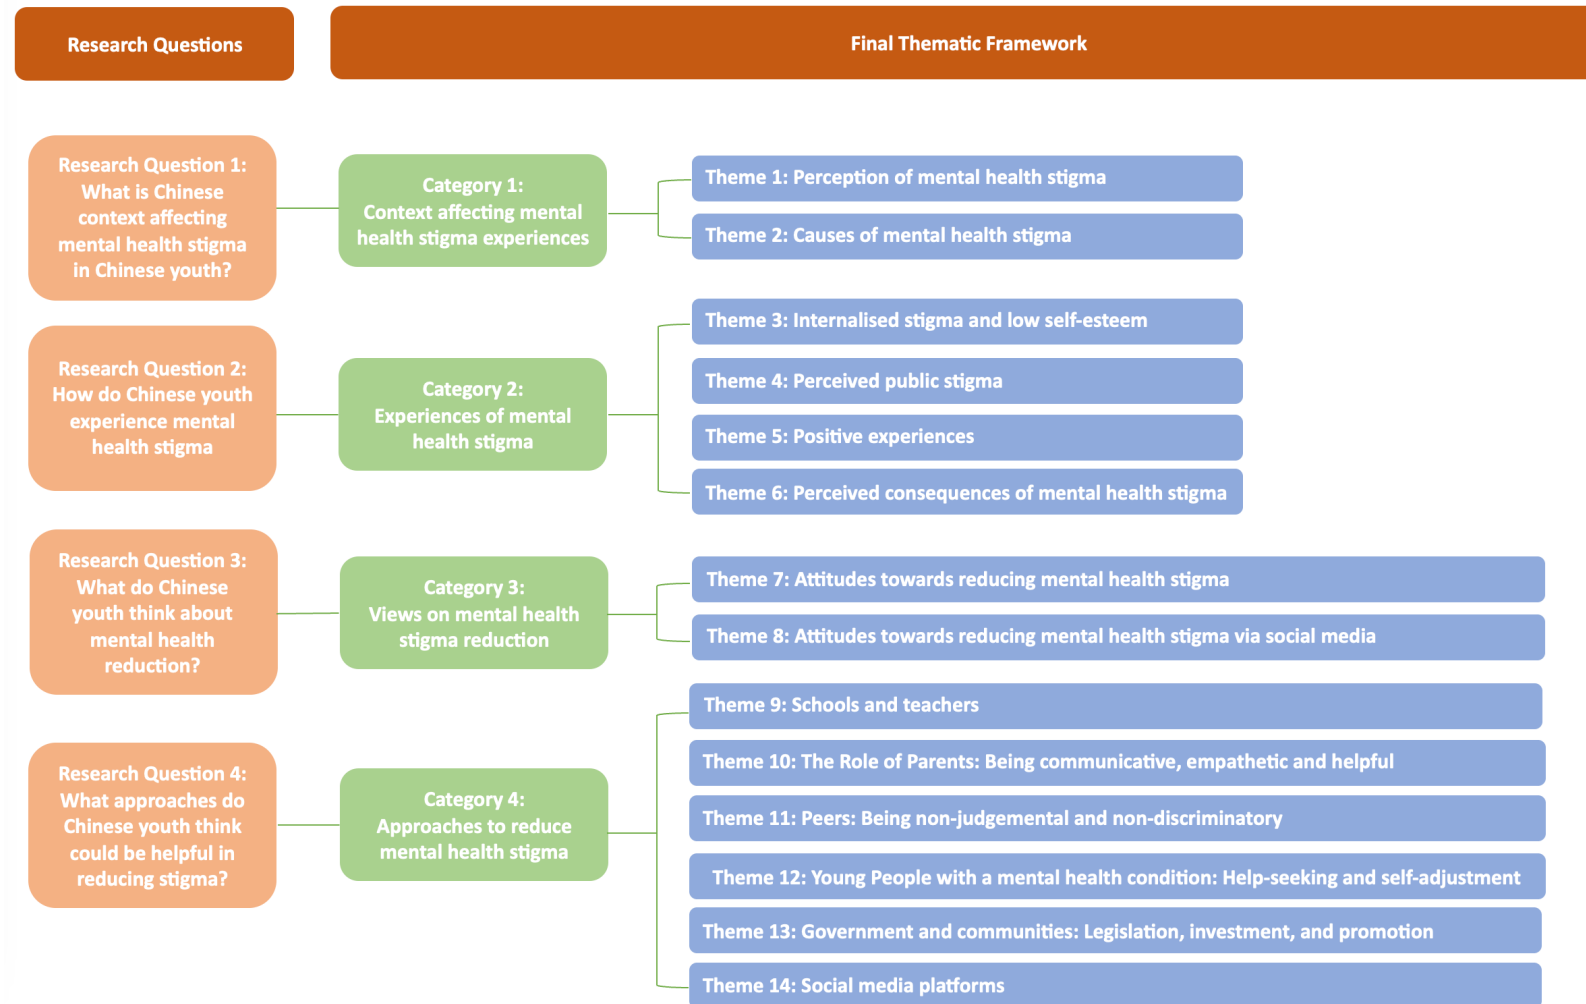 Research Questions
Final Thematic Framework
Research Question 1:
What is Chinese
context affecting
mental health stigma
in Chinese youth?
Category 1:
Context affecting mental
health stigma experiences
Theme 1: Perception of mental health stigma
Theme 2: Causes of mental health stigma
Research Question 2:
How do Chinese youth
experience mental
health stigma
Category 2:
Experiences of mental
health stigma
Theme 3: Internalised stigma and low self-esteem
Theme 4: Perceived public stigma
Theme 5: Positive experiences
Theme 6: Perceived consequences of mental health stigma
Research Question 3:
What do Chinese
youth think about
mental health
reduction?
Category 3:
Views on mental health
stigma reduction
Theme 7: Attitudes towards reducing mental health stigma
Theme 8: Attitudes towards reducing mental health stigma via social media
Research Question 4:
What approaches do
Chinese youth think
could be helpful in
reducing stigma?
Category 4:
Approaches to reduce
mental health stigma
Theme 9: Schools and teachers
Theme 10: The Role of Parents: Being communicative, empathetic and helpful
Theme 11: Peers: Being non-judgemental and non-discriminatory
Theme 12: Young People with a mental health condition: Help-seeking and self-adjustment
Theme 13: Government and communities: Legislation, investment, and promotion
Theme 14: Social media platforms